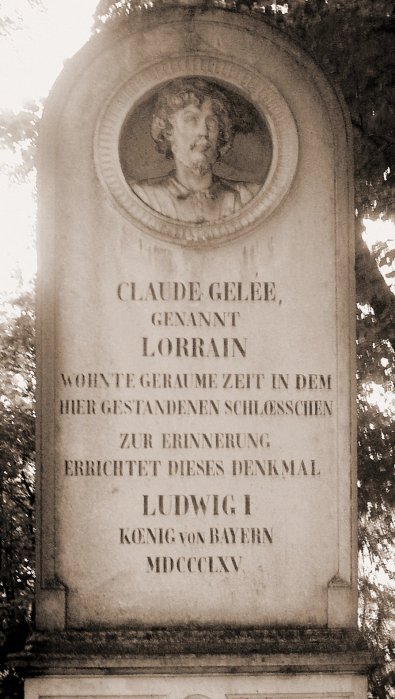 CLAUDE GELÉE,
GENANNT
LORRAIN
WOHNTE GERAUME ZEIT IN DEM
HIER GESTANDENEN SCHLŒSSCHEN
ZUR ERINNERUNG
ERRICHTET DIESES DENKMAL
LUDWIG I
KŒNIG von BAYERN
MDCCCLXV.